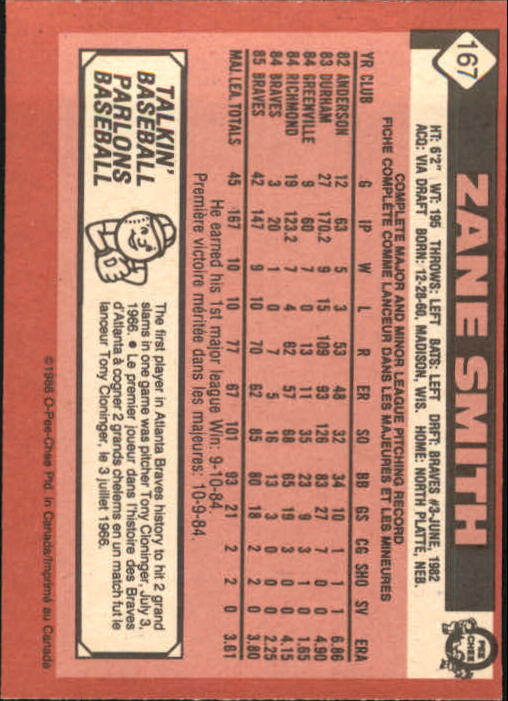 167
ZANE SMITH
O-PEE-CHEE
HT: 6'2" WT: 195 THROWS: LEFT BATS: LEFT DRFT: BRAVES #3-JUNE, 1982
ACQ: VIA DRAFT BORN: 12-28-60, MADISON, WIS. HOME: NORTH PLATTE, NEB.
COMPLETE MAJOR AND MINOR LEAGUE PITCHING RECORD
FICHE COMPLÈTE COMME LANCEUR DANS LES MAJEURES ET LES MINEURES
YR CLUB G IP W L R ER SO BB GS CG SHO SV ERA
82 ANDERSON 12 63 5 3 53 48 32 34 10 1 1 1 6.86
83 DURHAM 27 170.2 9 15 109 93 126 83 27 7 0 0 4.90
84 GREENVILLE 9 60 7 0 13 11 35 23 9 3 1 0 1.65
84 RICHMOND 19 123.2 7 4 62 57 68 65 19 3 0 0 4.15
84 BRAVES 3 20 1 0 7 5 16 13 3 0 0 0 2.25
85 BRAVES 42 147 9 10 70 62 85 80 18 2 2 0 3.80
MAJ. LEA. TOTALS 45 167 10 10 77 67 101 93 21 2 2 0 3.61
He earned his 1st major league Win: 9-10-84.
Première victoire méritée dans les majeures: 10-9-84.
TALKIN'
BASEBALL
PARLONS
BASEBALL
The first player in Atlanta Braves history to hit 2 grand
slams in one game was pitcher Tony Cloninger, July 3,
1966. ● Le premier joueur dans l'histoire des Braves
d'Atlanta à cogner 2 grands chelems en un match fut le
lanceur Tony Cloninger, le 3 juillet 1966.
©1986 O-Pee-Chee Ptd. in Canada/Imprimé au Canada